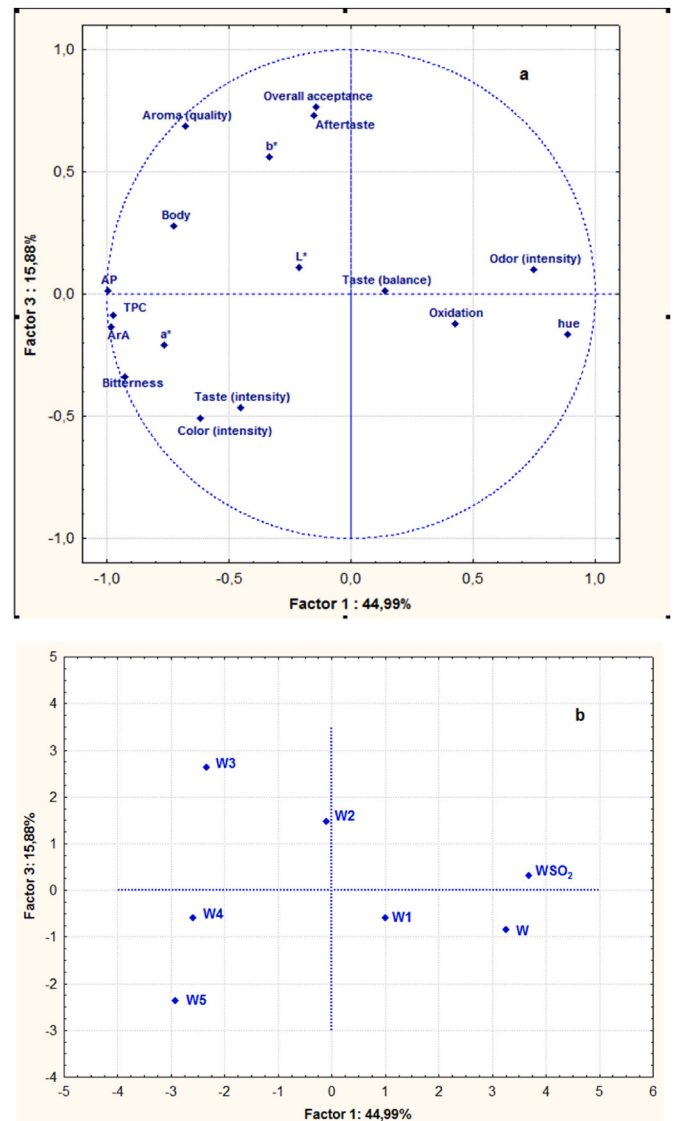 a
1,0
0,5
0,0
-0,5
-1,0
Factor 3 : 15,88%
Overall acceptance
Aftertaste
Aroma (quality)
b*
Body
L*
Odor (intensity)
Taste (balance)
AP
TPC
ArA
a*
Oxidation
hue
Bitterness
Taste (intensity)
Color (intensity)
-1,0 -0,5 0,0 0,5 1,0
Factor 1 : 44,99%
b
5
4
3
2
1
0
-1
-2
-3
-4
Factor 3: 15,88%
W3
W2
WSO₂
W4
W1
W
W5
-5 -4 -3 -2 -1 0 1 2 3 4 5 6
Factor 1: 44,99%